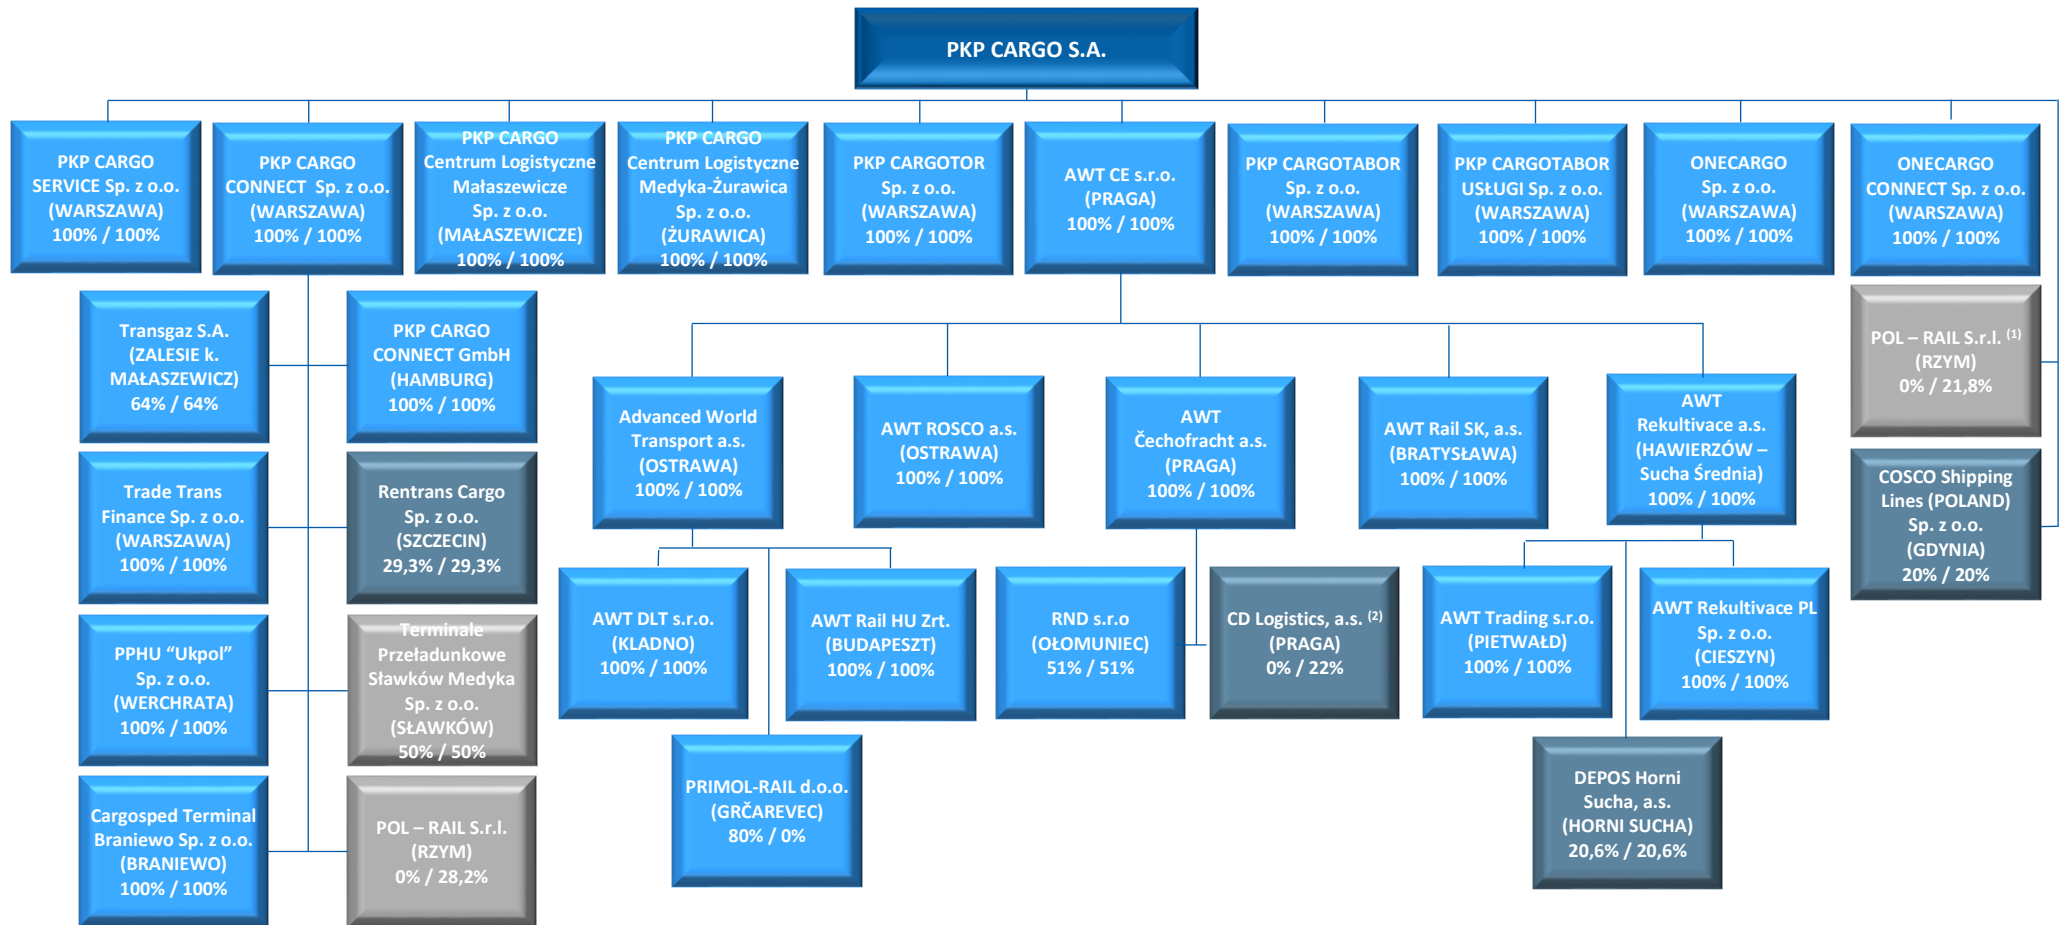 PKP CARGO S.A.
PKP CARGO
SERVICE Sp. z o.o.
(WARSZAWA)
100% / 100%
PKP CARGO
CONNECT Sp. z o.o.
(WARSZAWA)
100% / 100%
PKP CARGO
Centrum Logistyczne
Małaszewicze
Sp. z o.o.
(MAŁASZEWICZE)
100% / 100%
PKP CARGO
Centrum Logistyczne
Medyka-Żurawica
Sp. z o.o.
(ŻURAWICA)
100% / 100%
PKP CARGOTOR
Sp. z o.o.
(WARSZAWA)
100% / 100%
AWT CE s.r.o.
(PRAGA)
100% / 100%
PKP CARGOTABOR
Sp. z o.o.
(WARSZAWA)
100% / 100%
PKP CARGOTABOR
USŁUGI Sp. z o.o.
(WARSZAWA)
100% / 100%
ONECARGO
Sp. z o.o.
(WARSZAWA)
100% / 100%
ONECARGO
CONNECT Sp. z o.o.
(WARSZAWA)
100% / 100%
Transgaz S.A.
(ZALESIE k.
MAŁASZEWICZ)
64% / 64%
PKP CARGO
CONNECT GmbH
(HAMBURG)
100% / 100%
POL – RAIL S.r.l. (1)
(RZYM)
0% / 21,8%
Advanced World
Transport a.s.
(OSTRAWA)
100% / 100%
AWT ROSCO a.s.
(OSTRAWA)
100% / 100%
AWT
Čechofracht a.s.
(PRAGA)
100% / 100%
AWT Rail SK, a.s.
(BRATYSŁAWA)
100% / 100%
AWT
Rekultivace a.s.
(HAWIERZÓW –
Sucha Średnia)
100% / 100%
Trade Trans
Finance Sp. z o.o.
(WARSZAWA)
100% / 100%
Rentrans Cargo
Sp. z o.o.
(SZCZECIN)
29,3% / 29,3%
COSCO Shipping
Lines (POLAND)
Sp. z o.o.
(GDYNIA)
20% / 20%
AWT DLT s.r.o.
(KLADNO)
100% / 100%
AWT Rail HU Zrt.
(BUDAPESZT)
100% / 100%
RND s.r.o
(OŁOMUNIEC)
51% / 51%
CD Logistics, a.s. (2)
(PRAGA)
0% / 22%
AWT Trading s.r.o.
(PIETWAŁD)
100% / 100%
AWT Rekultivace PL
Sp. z o.o.
(CIESZYN)
100% / 100%
PPHU “Ukpol”
Sp. z o.o.
(WERCHRATA)
100% / 100%
Terminale
Przeładunkowe
Sławków Medyka
Sp. z o.o.
(SŁAWKÓW)
50% / 50%
PRIMOL-RAIL d.o.o.
(GRČAREVEC)
80% / 0%
DEPOS Horni
Sucha, a.s.
(HORNI SUCHA)
20,6% / 20,6%
Cargosped Terminal
Braniewo Sp. z o.o.
(BRANIEWO)
100% / 100%
POL – RAIL S.r.l.
(RZYM)
0% / 28,2%